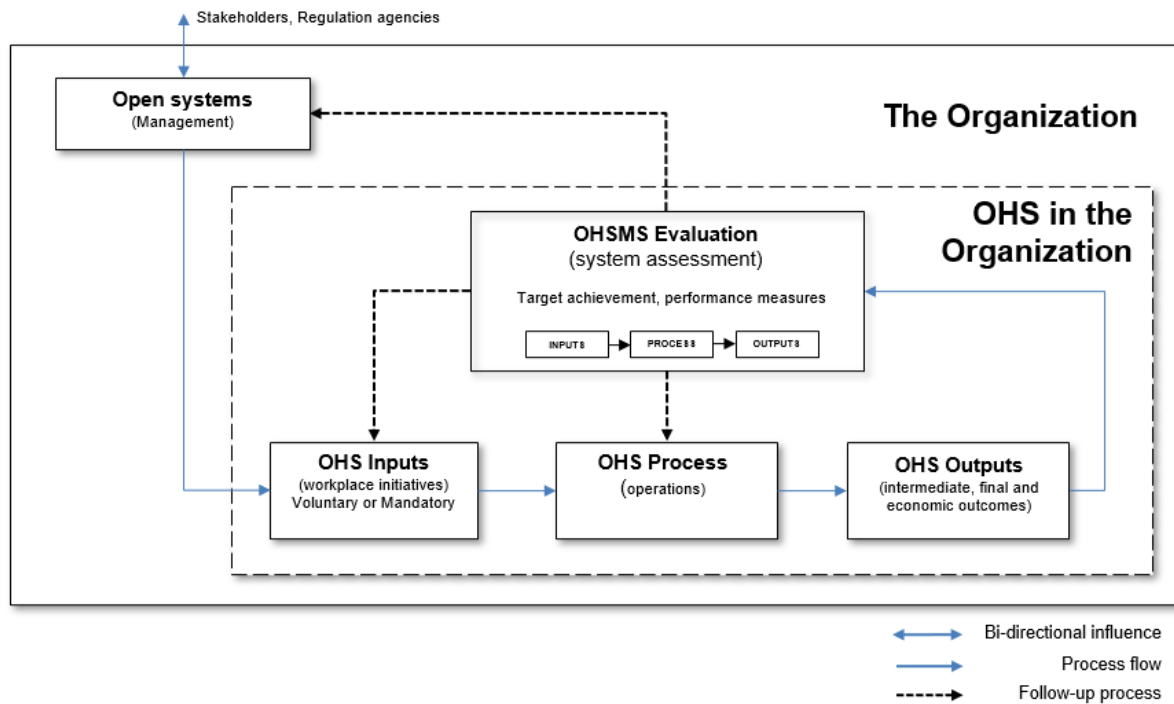 Stakeholders, Regulation agencies
Open systems
(Management)
The Organization
OHS in the
Organization
OHSMS Evaluation
(system assessment)
Target achievement, performance measures
INPUTS
PROCESS
OUTPUTS
OHS Inputs
(workplace initiatives)
Voluntary or Mandatory
OHS Process
(operations)
OHS Outputs
(intermediate, final and
economic outcomes)
Bi-directional influence
Process flow
Follow-up process